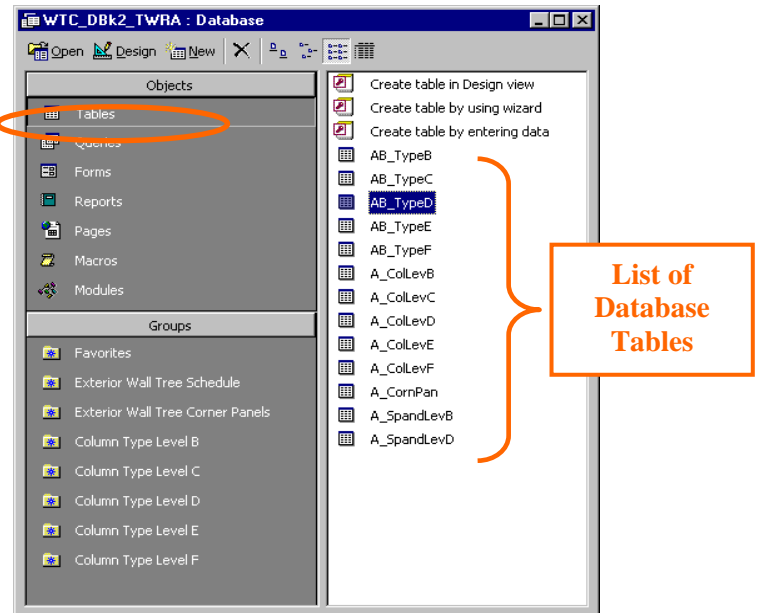 WTC_DBk2_TWRA : Database
Open Design New
Objects
Tables
Queries
Forms
Reports
Pages
Macros
Modules
Groups
Favorites
Exterior Wall Tree Schedule
Exterior Wall Tree Corner Panels
Column Type Level B
Column Type Level C
Column Type Level D
Column Type Level E
Column Type Level F
Create table in Design view
Create table by using wizard
Create table by entering data
AB_TypeB
AB_TypeC
AB_TypeD
AB_TypeE
AB_TypeF
A_ColLevB
A_ColLevC
A_ColLevD
A_ColLevE
A_ColLevF
A_CornPan
A_SpandLevB
A_SpandLevD
List of
Database
Tables